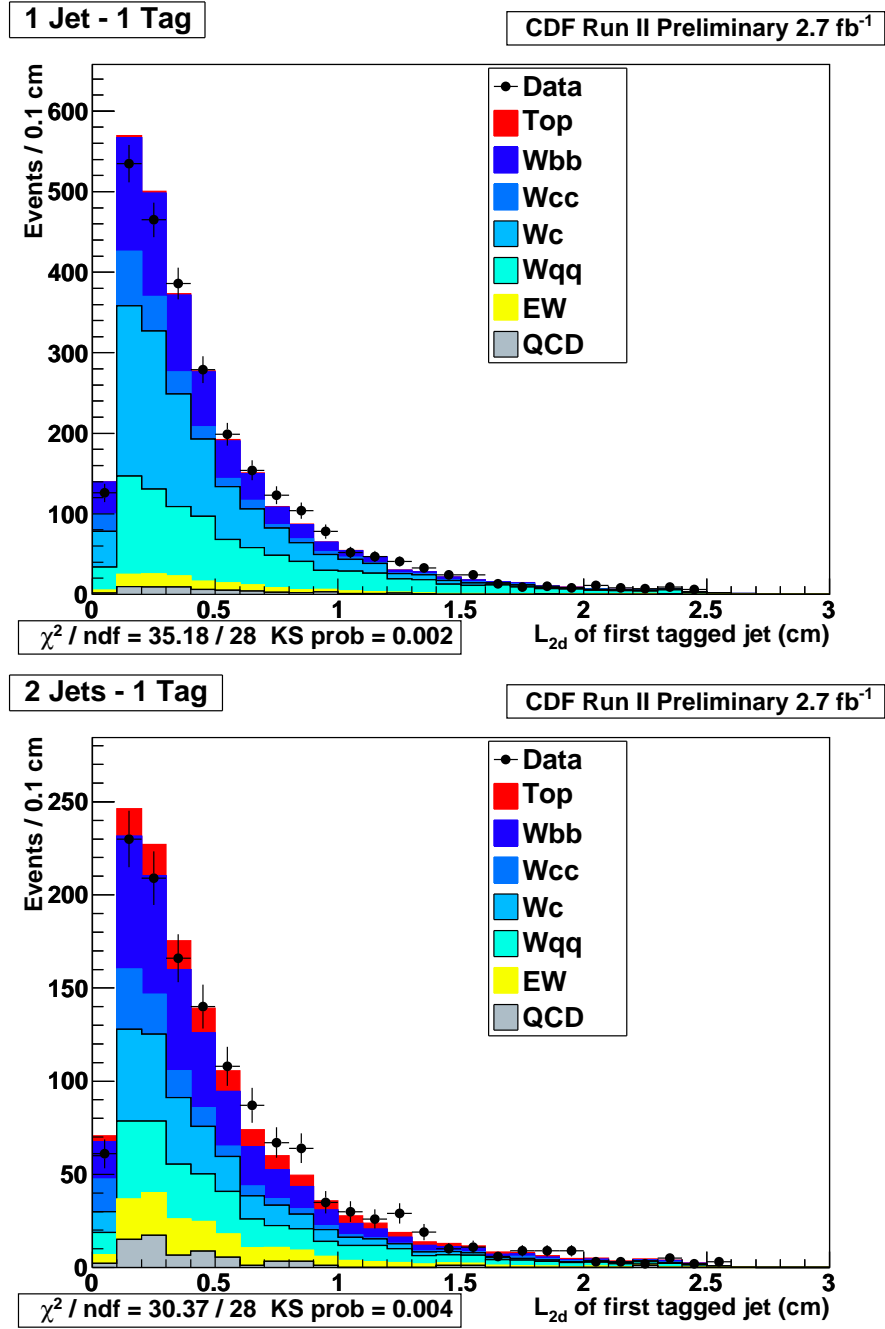 1 Jet - 1 Tag
CDF Run II Preliminary 2.7 fb⁻¹
Events / 0.1 cm
600
500
400
300
200
100
0
Data
Top
Wbb
Wcc
Wc
Wqq
EW
QCD
0 0.5 1 1.5 2 2.5 3
χ² / ndf = 35.18 / 28 KS prob = 0.002
L₂d of first tagged jet (cm)
2 Jets - 1 Tag
CDF Run II Preliminary 2.7 fb⁻¹
Events / 0.1 cm
250
200
150
100
50
0
Data
Top
Wbb
Wcc
Wc
Wqq
EW
QCD
0 0.5 1 1.5 2 2.5 3
χ² / ndf = 30.37 / 28 KS prob = 0.004
L₂d of first tagged jet (cm)